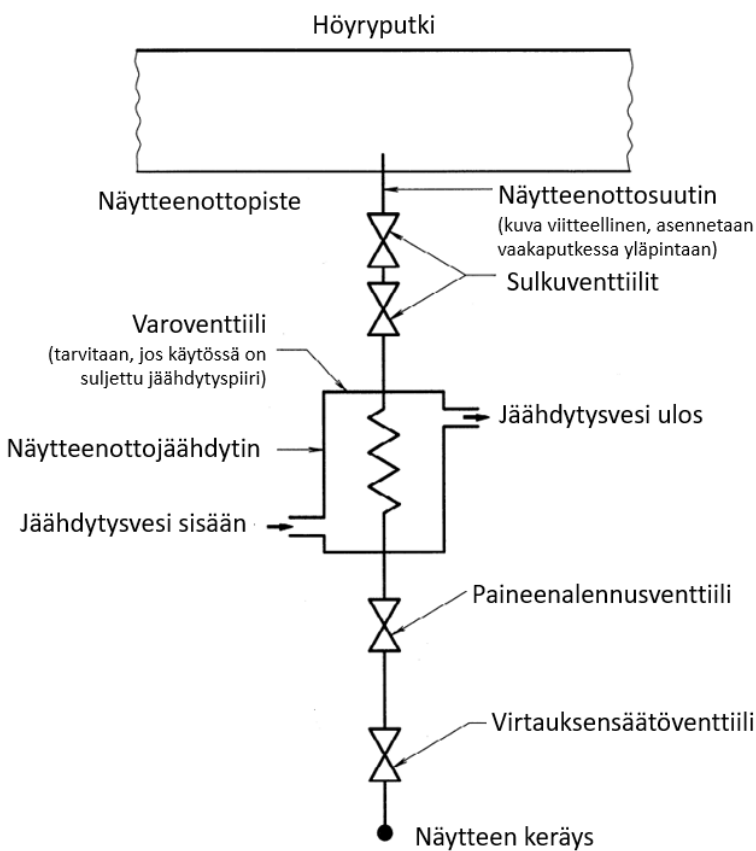 Höyryputki
Näytteenottopiste
Näytteenottosuutin
(kuva viitteellinen, asennetaan
vaakaputkessa yläpintaan)
Sulkuventtiilit
Varoventtiili
(tarvitaan, jos käytössä on
suljettu jäähdytyspiiri)
Jäähdytysvesi ulos
Näytteenottojäähdytin
Jäähdytysvesi sisään
Paineenalennusventtiili
Virtauksensäätöventtiili
Näytteen keräys